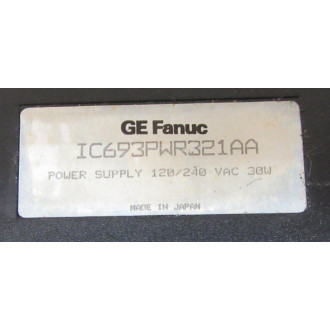 GE Fanuc
IC693PWR321AA
POWER SUPPLY 120/240 VAC 30W
MADE IN JAPAN